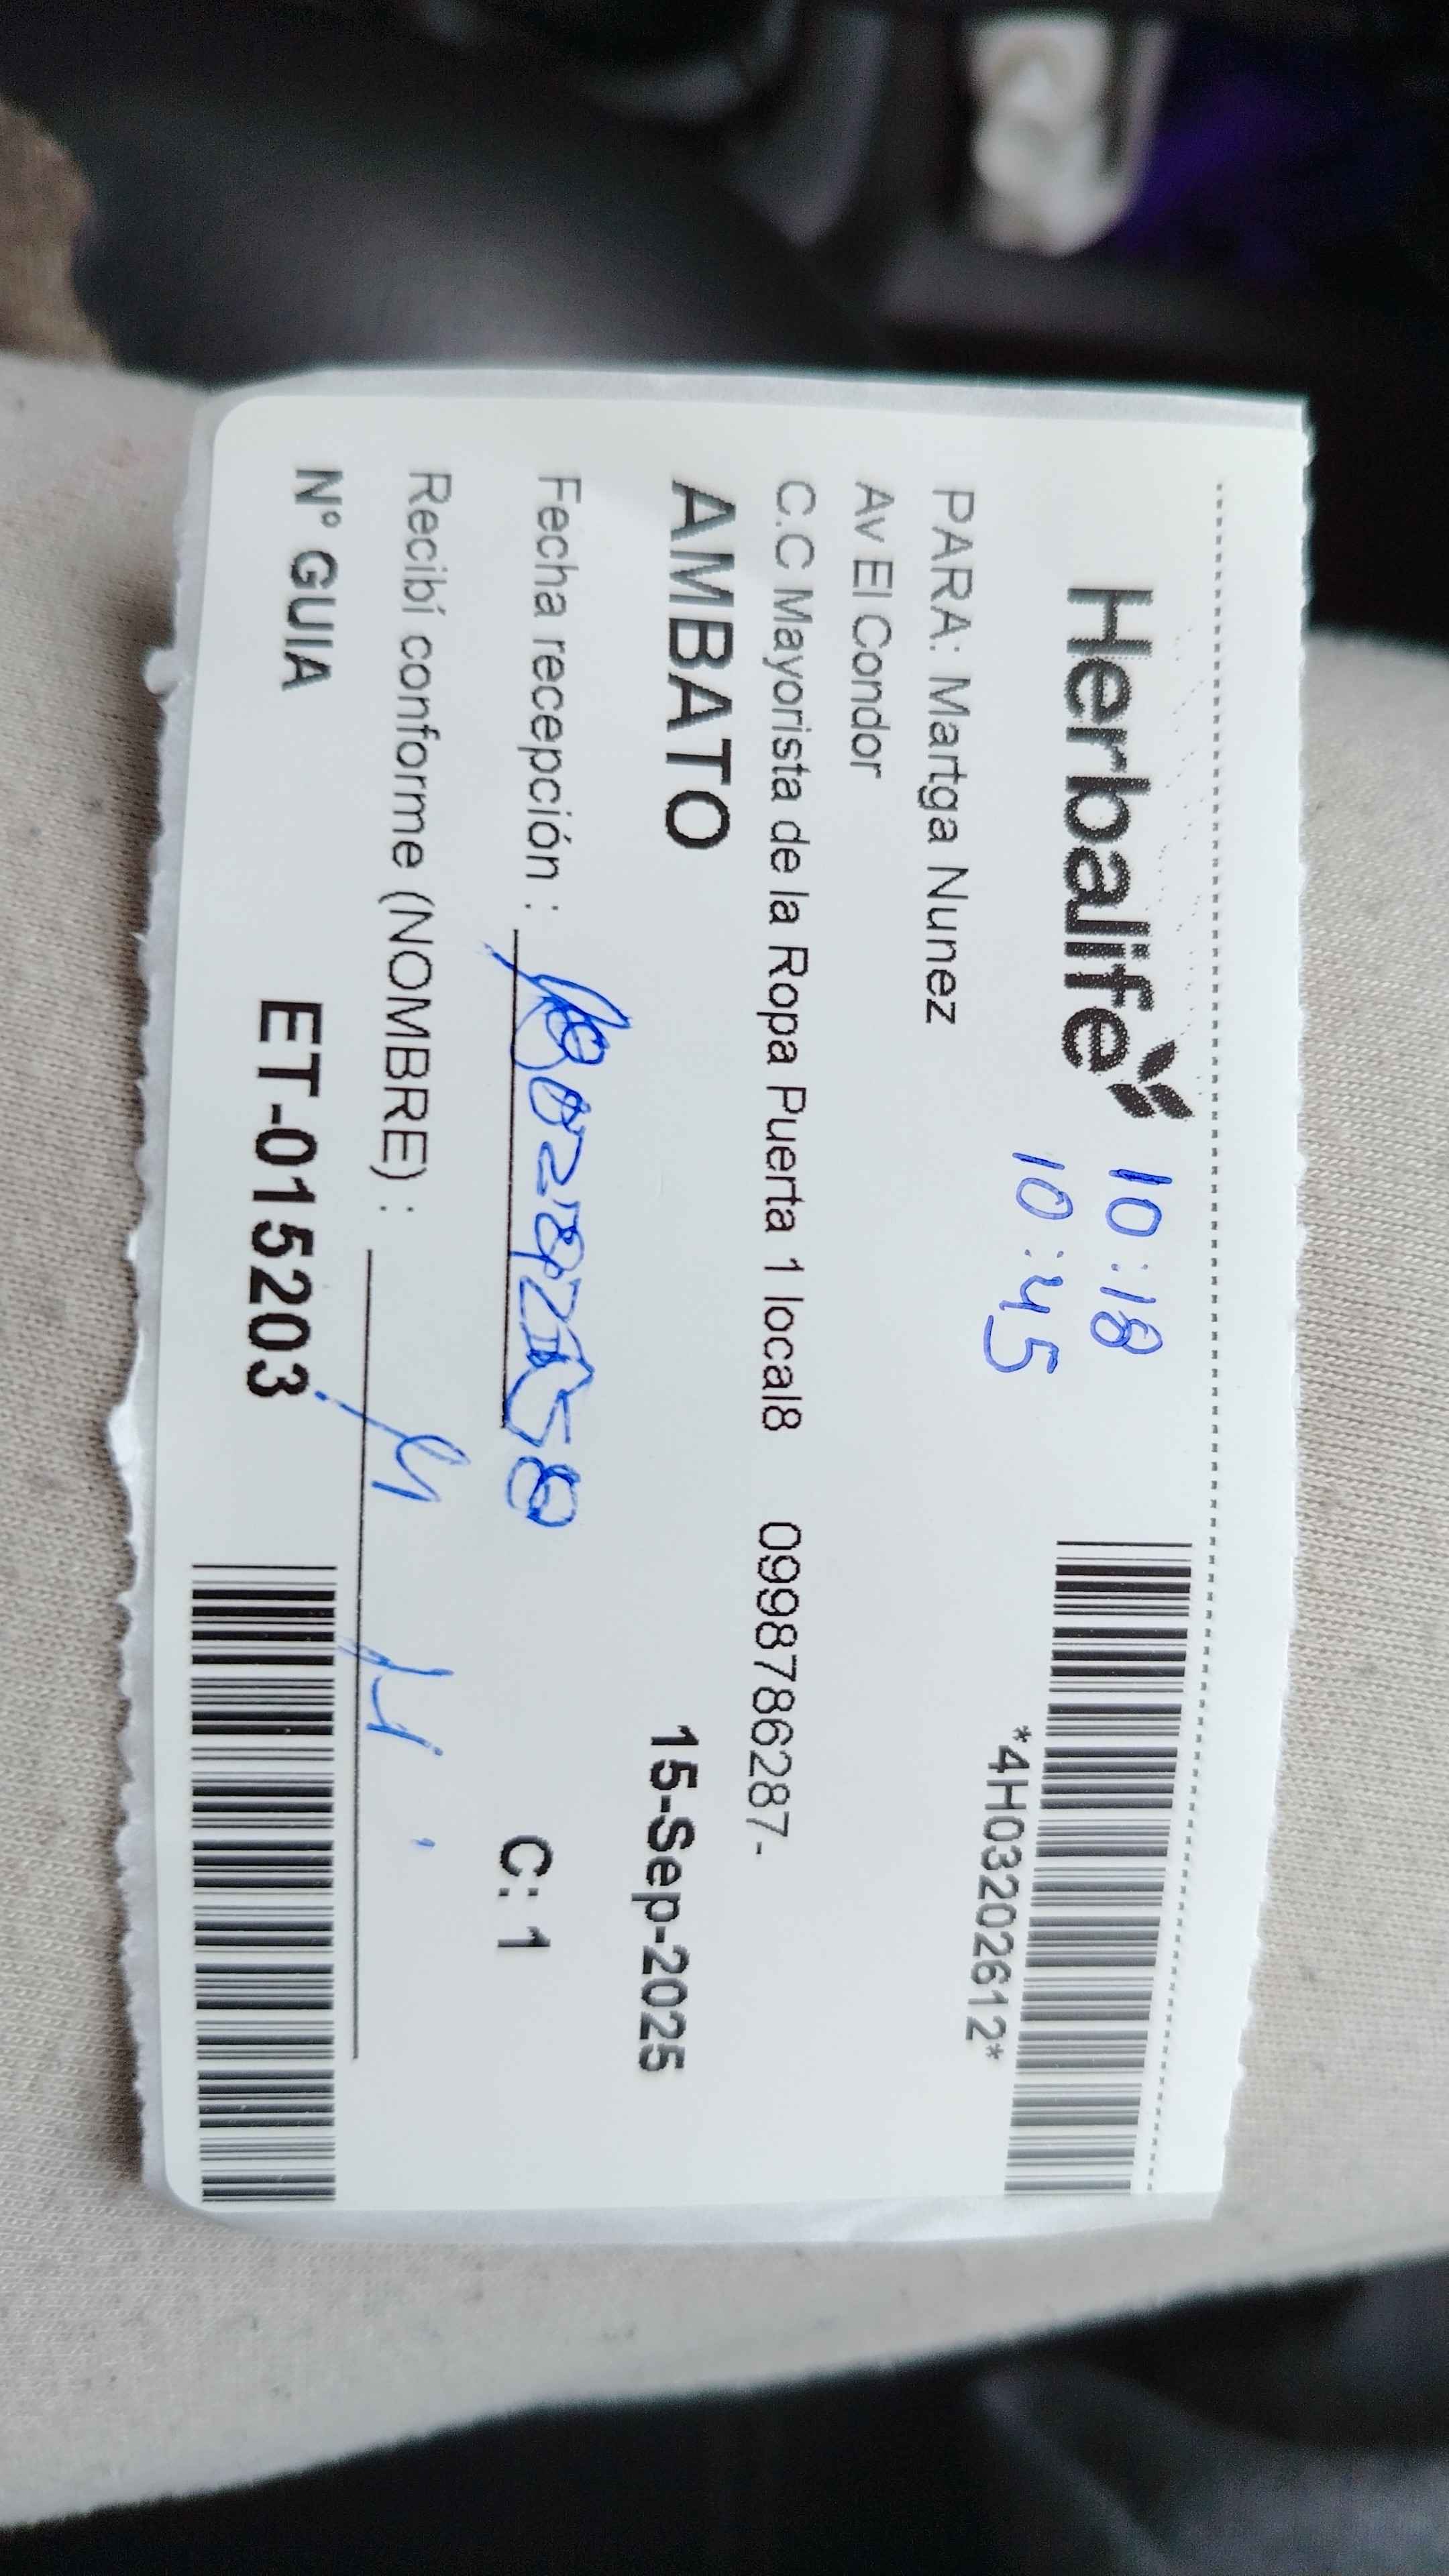 Herbalife
10:18
10:45
*4H03202612*
PARA: Martga Nunez
Av El Condor
C.C Mayorista de la Ropa Puerta 1 local8 0998786287-
AMBATO 15-Sep-2025
Fecha recepción :
C: 1
Recibí conforme (NOMBRE) :
Nº GUIA ET-015203